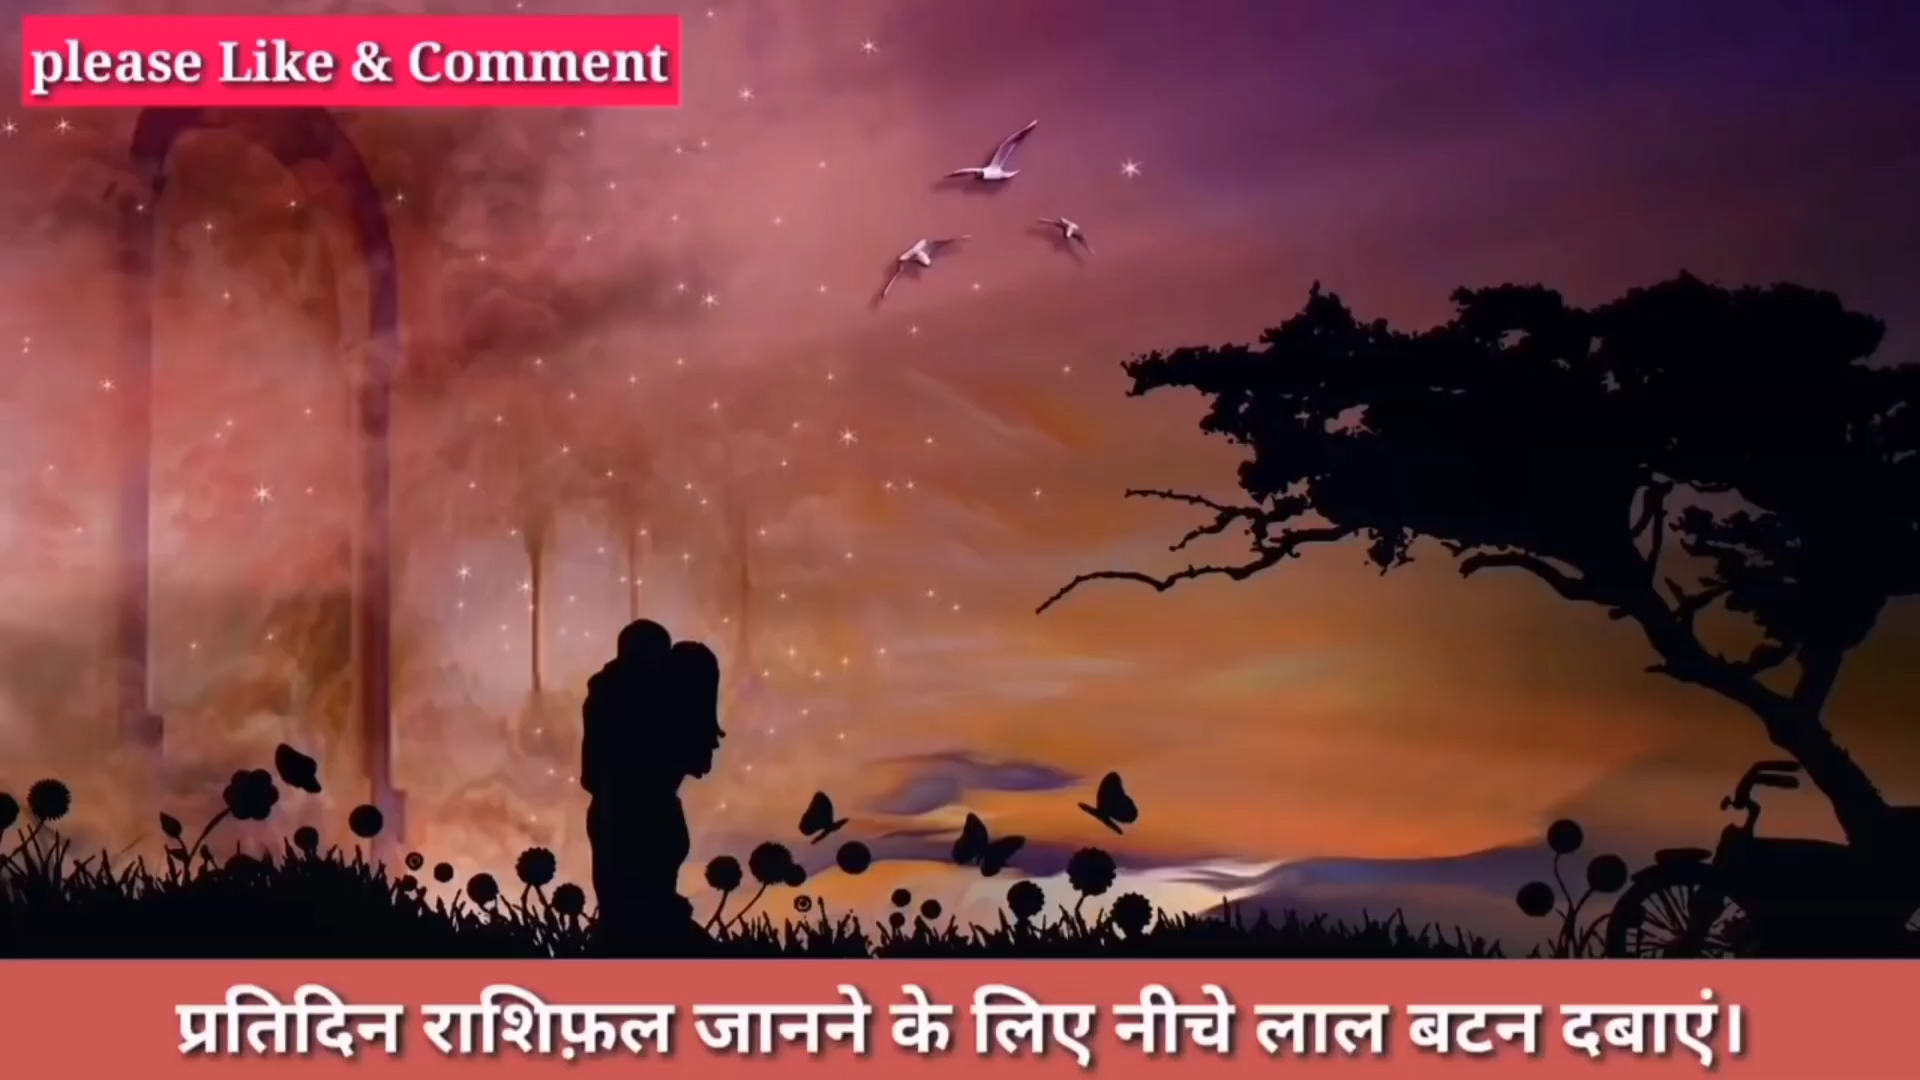 please Like & Comment
प्रतिदिन राशिफ़ल जानने के लिए नीचे लाल बटन दबाएं।